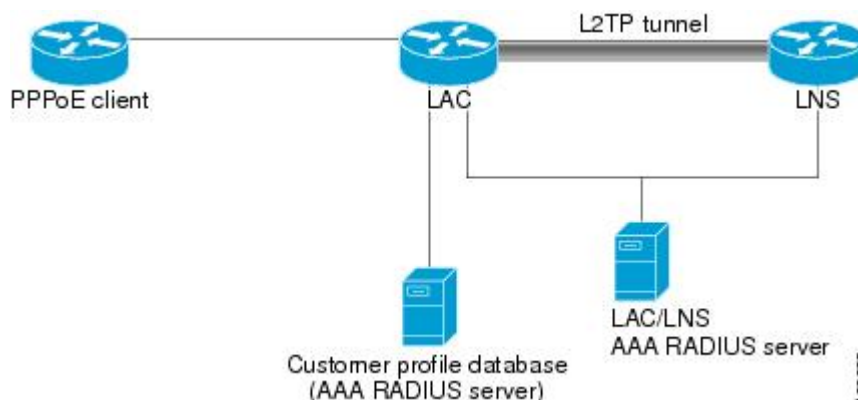 L2TP tunnel
PPPoE client
LAC
LNS
LAC/LNS
AAA RADIUS server
Customer profile database
(AAA RADIUS server)